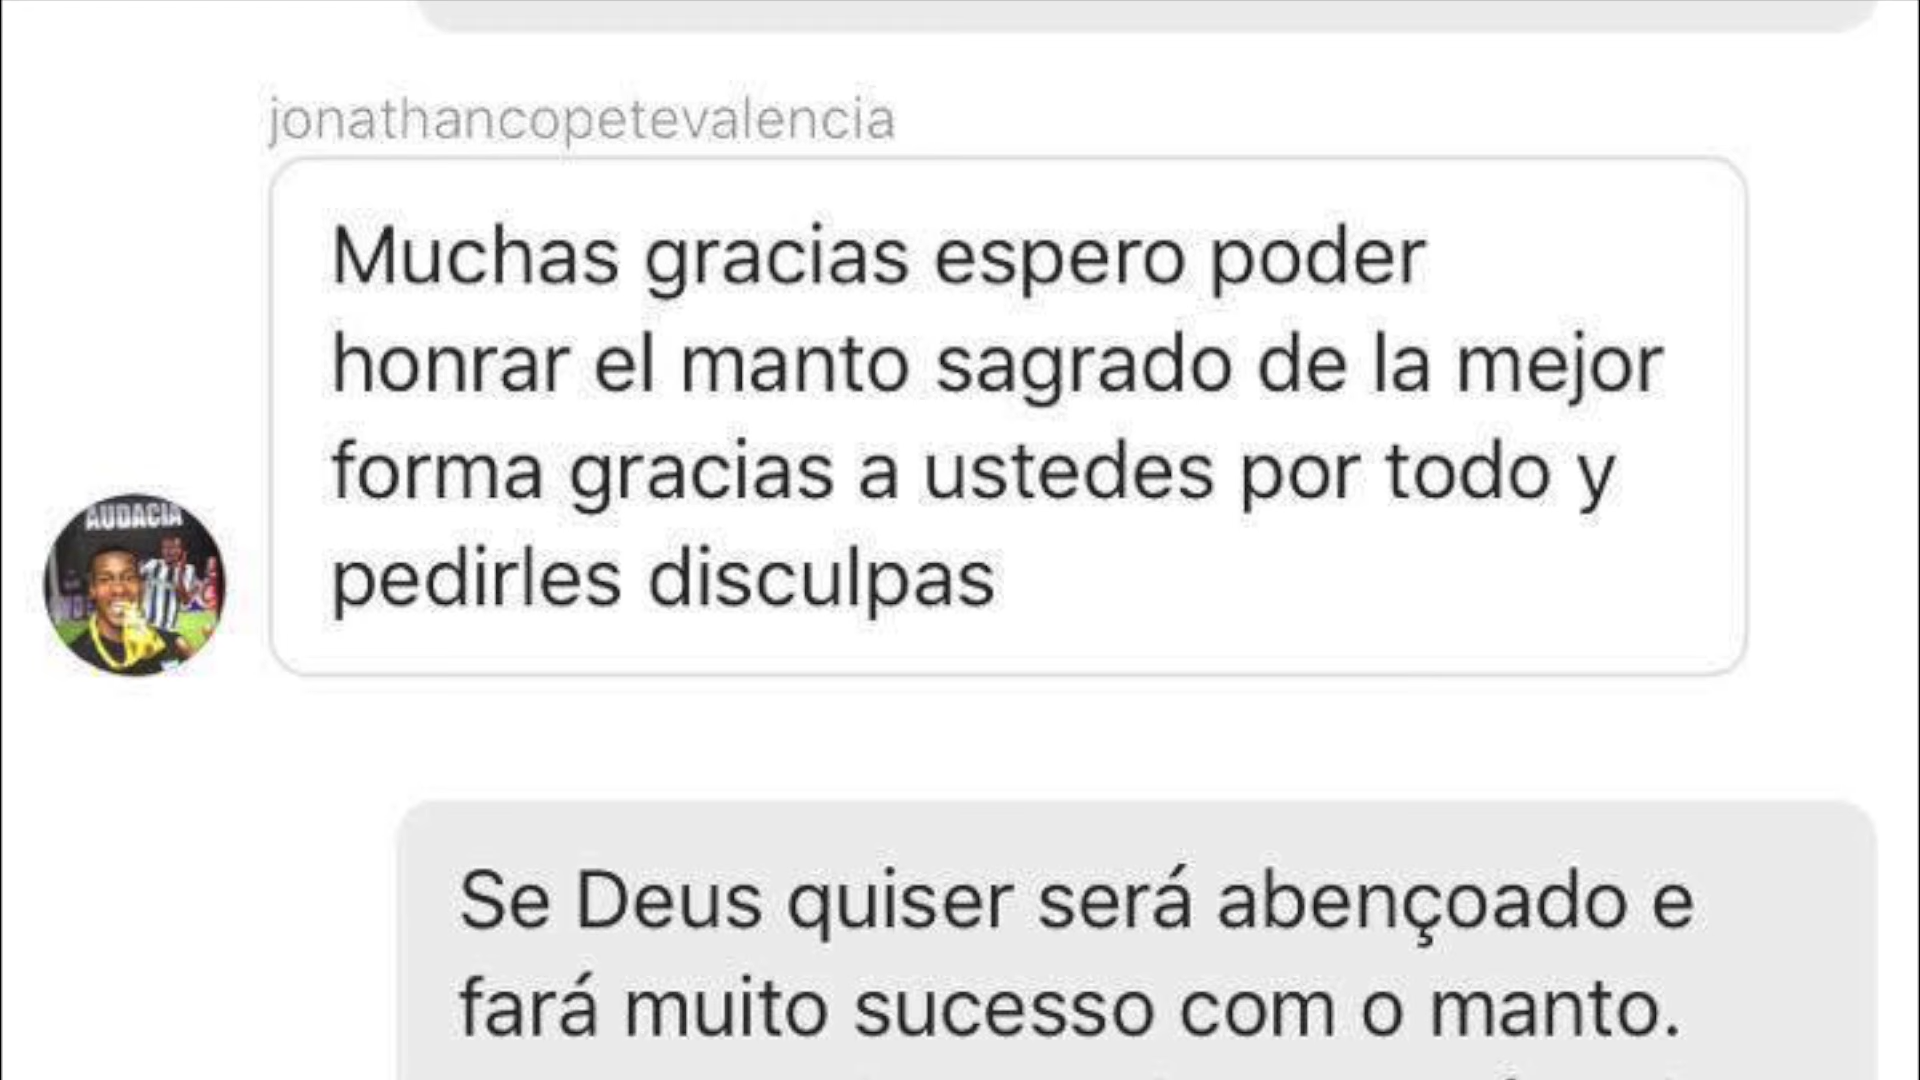 jonathancopetevalencia
Muchas gracias espero poder
honrar el manto sagrado de la mejor
forma gracias a ustedes por todo y
pedirles disculpas
AUDACIA
Se Deus quiser será abençoado e
fará muito sucesso com o manto.